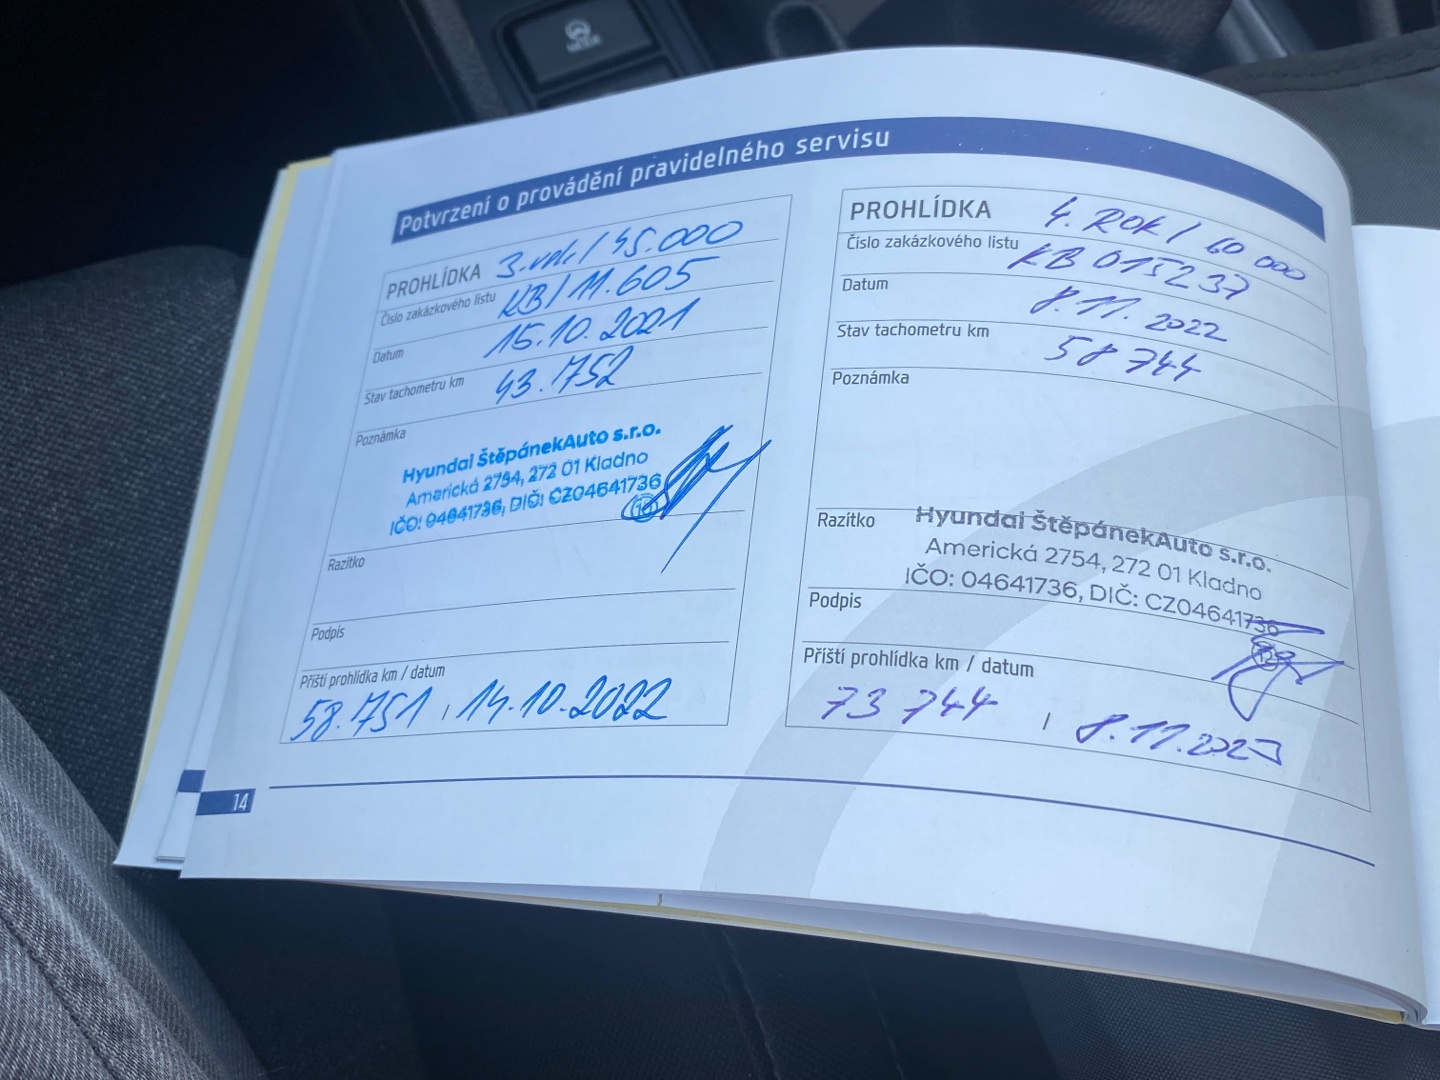 Potvrzení o provádění pravidelného servisu
PROHLÍDKA 3. / 45.000
Číslo zakázkového listu KB/11.605
Datum 15.10.2021
Stav tachometru km 43.752
Poznámka
Hyundai ŠtěpánekAuto s.r.o.
Americká 2754, 272 01 Kladno
IČO: 04641736, DIČ: CZ04641736
Razítko
Podpis
Příští prohlídka km / datum
58.751 / 14.10.2022
PROHLÍDKA 4. ROK / 60 000
Číslo zakázkového listu KB 015237
Datum 8.11.2022
Stav tachometru km 58 744
Poznámka
Razítko
Hyundai ŠtěpánekAuto s.r.o.
Americká 2754, 272 01 Kladno
IČO: 04641736, DIČ: CZ04641736
Podpis
Příští prohlídka km / datum
73 744 / 8.11.2023
14